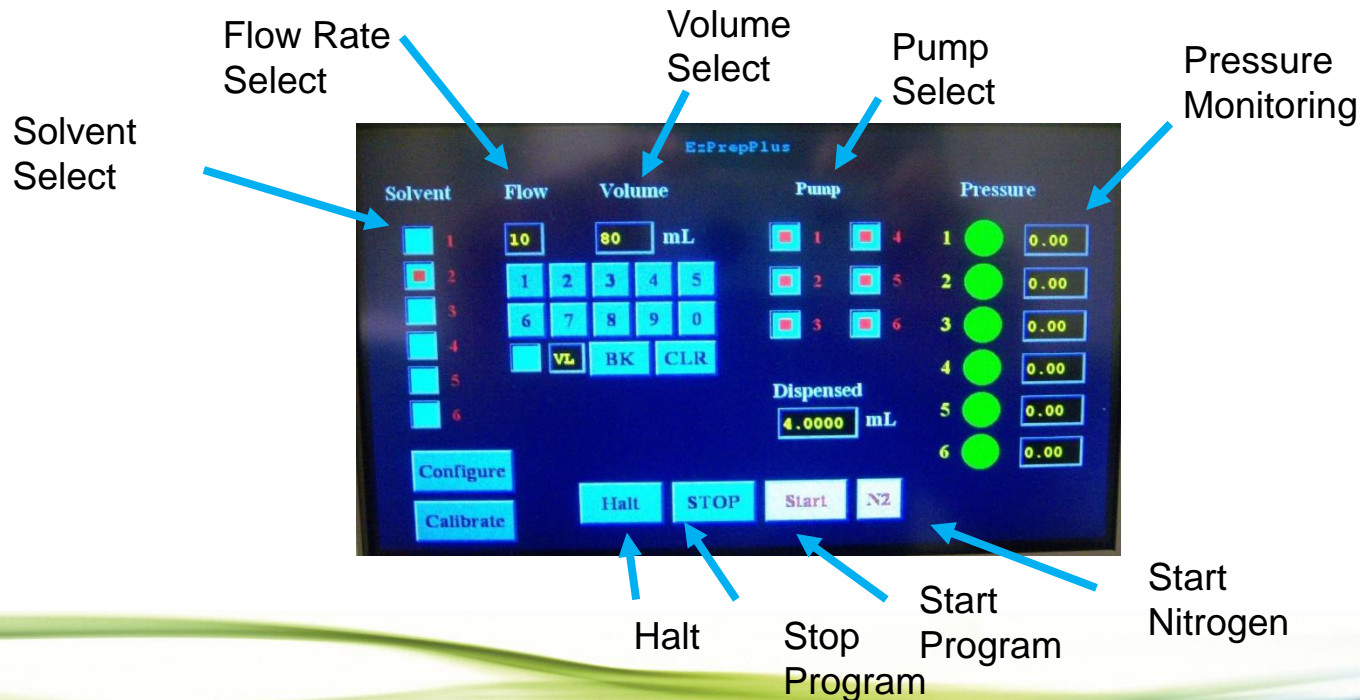 Flow Rate
Select
Volume
Select
Pump
Select
Pressure
Monitoring
Solvent
Select
EzPrepPlus
Solvent Flow Volume Pump Pressure
1 10 80 mL 1 4 1 0.00
2 1 2 3 4 5 2 5 2 0.00
3 6 7 8 9 0 3 6 3 0.00
4 VL BK CLR 4 0.00
5 Dispensed 5 0.00
6 4.0000 mL 6 0.00
Configure
Halt STOP Start N2
Calibrate
Halt
Stop
Program
Start
Program
Start
Nitrogen